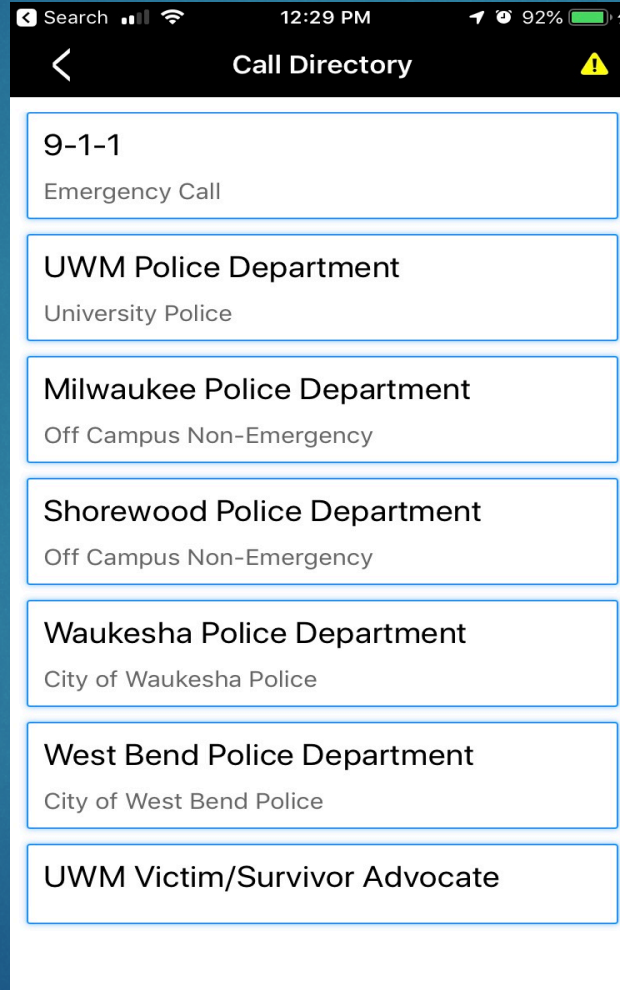 Search 12:29 PM 92%
Call Directory
9-1-1
Emergency Call
UWM Police Department
University Police
Milwaukee Police Department
Off Campus Non-Emergency
Shorewood Police Department
Off Campus Non-Emergency
Waukesha Police Department
City of Waukesha Police
West Bend Police Department
City of West Bend Police
UWM Victim/Survivor Advocate